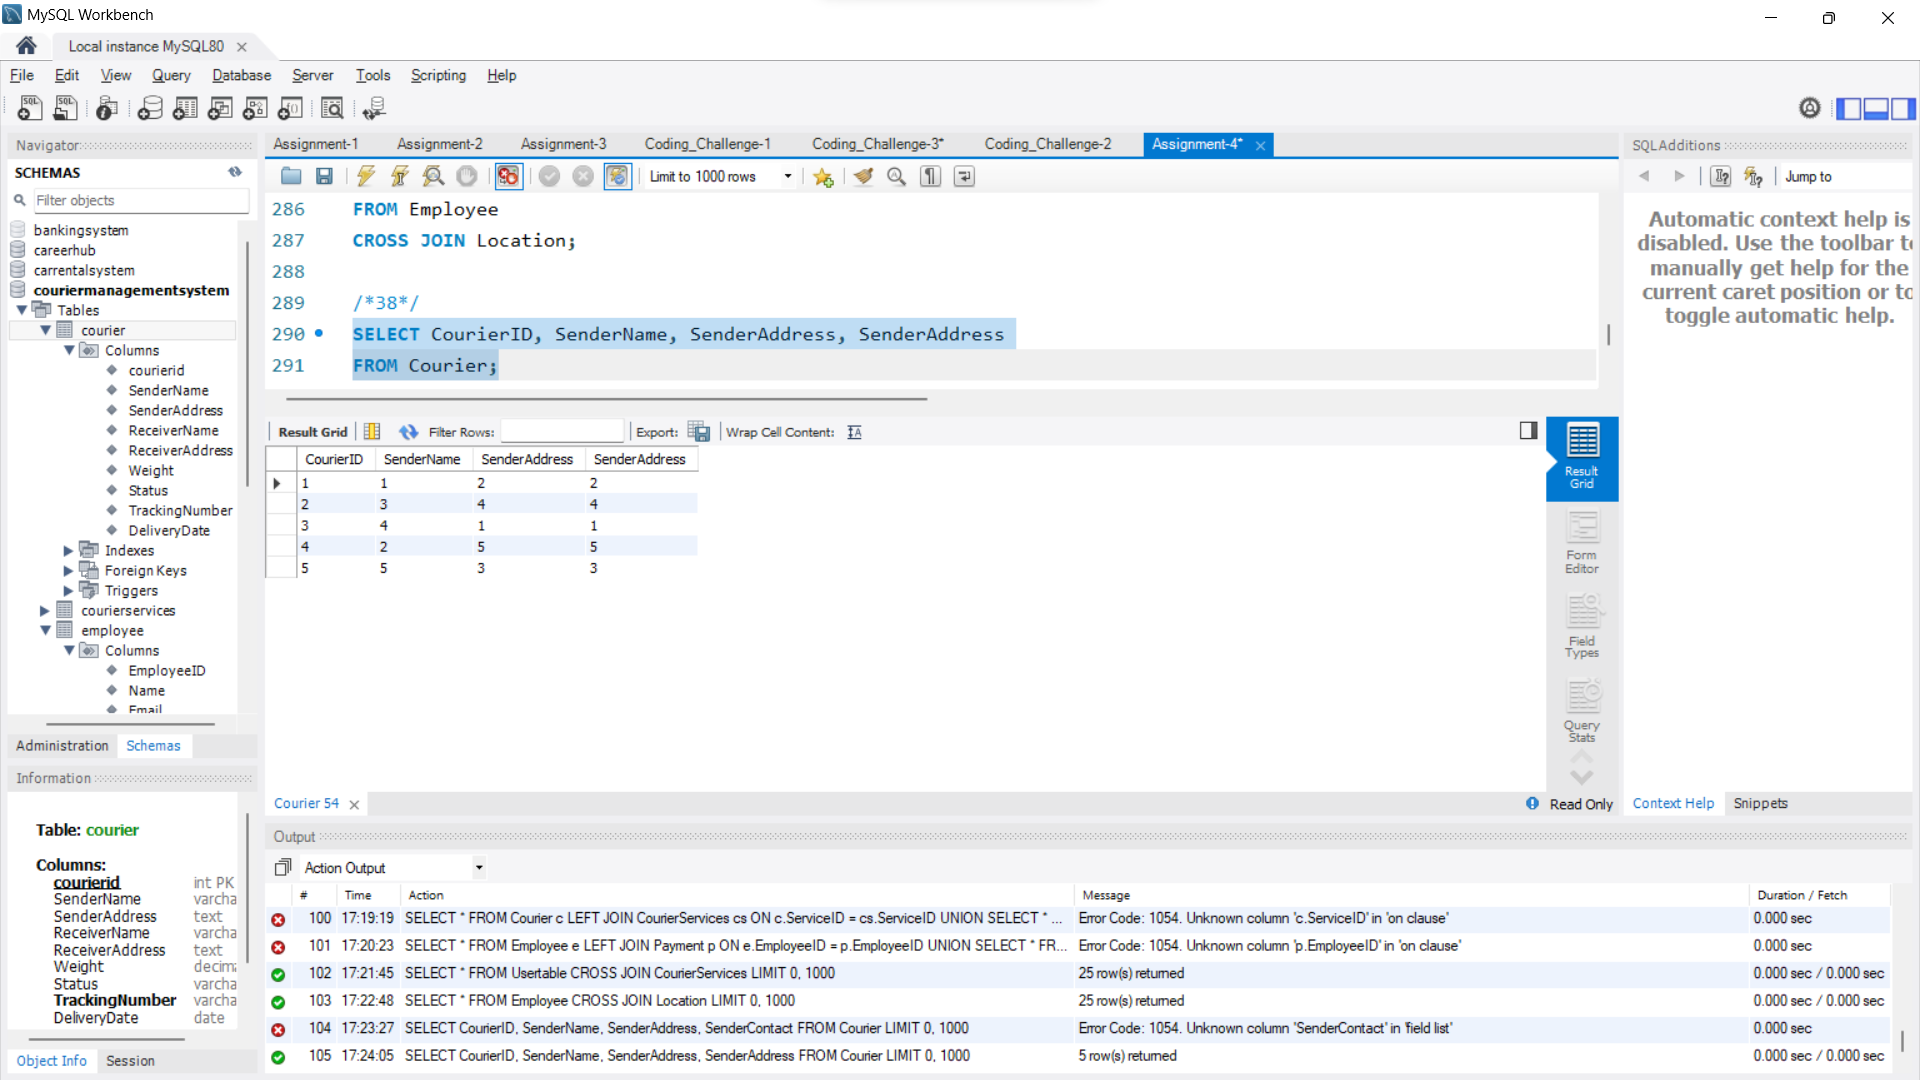 MySQL Workbench
Local instance MySQL80
File Edit View Query Database Server Tools Scripting Help
Navigator
SCHEMAS
Filter objects
bankingsystem
careerhub
carrentalsystem
couriermanagementsystem
Tables
courier
Columns
courierid
SenderName
SenderAddress
ReceiverName
ReceiverAddress
Weight
Status
TrackingNumber
DeliveryDate
Indexes
Foreign Keys
Triggers
courierservices
employee
Columns
EmployeeID
Name
Email
Administration Schemas
Information
Table: courier
Columns:
courierid int PK
SenderName varcha
SenderAddress text
ReceiverName varcha
ReceiverAddress text
Weight decim
Status varcha
TrackingNumber varcha
DeliveryDate date
Object Info Session
Assignment-1 Assignment-2 Assignment-3 Coding_Challenge-1 Coding_Challenge-3* Coding_Challenge-2 Assignment-4*
Limit to 1000 rows
286 FROM Employee
287 CROSS JOIN Location;
288
289 /*38*/
290 SELECT CourierID, SenderName, SenderAddress, SenderAddress
291 FROM Courier;
Result Grid Filter Rows: Export: Wrap Cell Content:
CourierID SenderName SenderAddress SenderAddress
1 1 2 2
2 3 4 4
3 4 1 1
4 2 5 5
5 5 3 3
Result
Grid
Form
Editor
Field
Types
Query
Stats
Courier 54
Read Only
SQLAdditions
Jump to
Automatic context help is
disabled. Use the toolbar to
manually get help for the
current caret position or to
toggle automatic help.
Context Help Snippets
Output
Action Output
# Time Action Message Duration / Fetch
100 17:19:19 SELECT * FROM Courier c LEFT JOIN CourierServices cs ON c.ServiceID = cs.ServiceID UNION SELECT * ... Error Code: 1054. Unknown column 'c.ServiceID' in 'on clause' 0.000 sec
101 17:20:23 SELECT * FROM Employee e LEFT JOIN Payment p ON e.EmployeeID = p.EmployeeID UNION SELECT * FR... Error Code: 1054. Unknown column 'p.EmployeeID' in 'on clause' 0.000 sec
102 17:21:45 SELECT * FROM Usertable CROSS JOIN CourierServices LIMIT 0, 1000 25 row(s) returned 0.000 sec / 0.000 sec
103 17:22:48 SELECT * FROM Employee CROSS JOIN Location LIMIT 0, 1000 25 row(s) returned 0.000 sec / 0.000 sec
104 17:23:27 SELECT CourierID, SenderName, SenderAddress, SenderContact FROM Courier LIMIT 0, 1000 Error Code: 1054. Unknown column 'SenderContact' in 'field list' 0.000 sec
105 17:24:05 SELECT CourierID, SenderName, SenderAddress, SenderAddress FROM Courier LIMIT 0, 1000 5 row(s) returned 0.000 sec / 0.000 sec